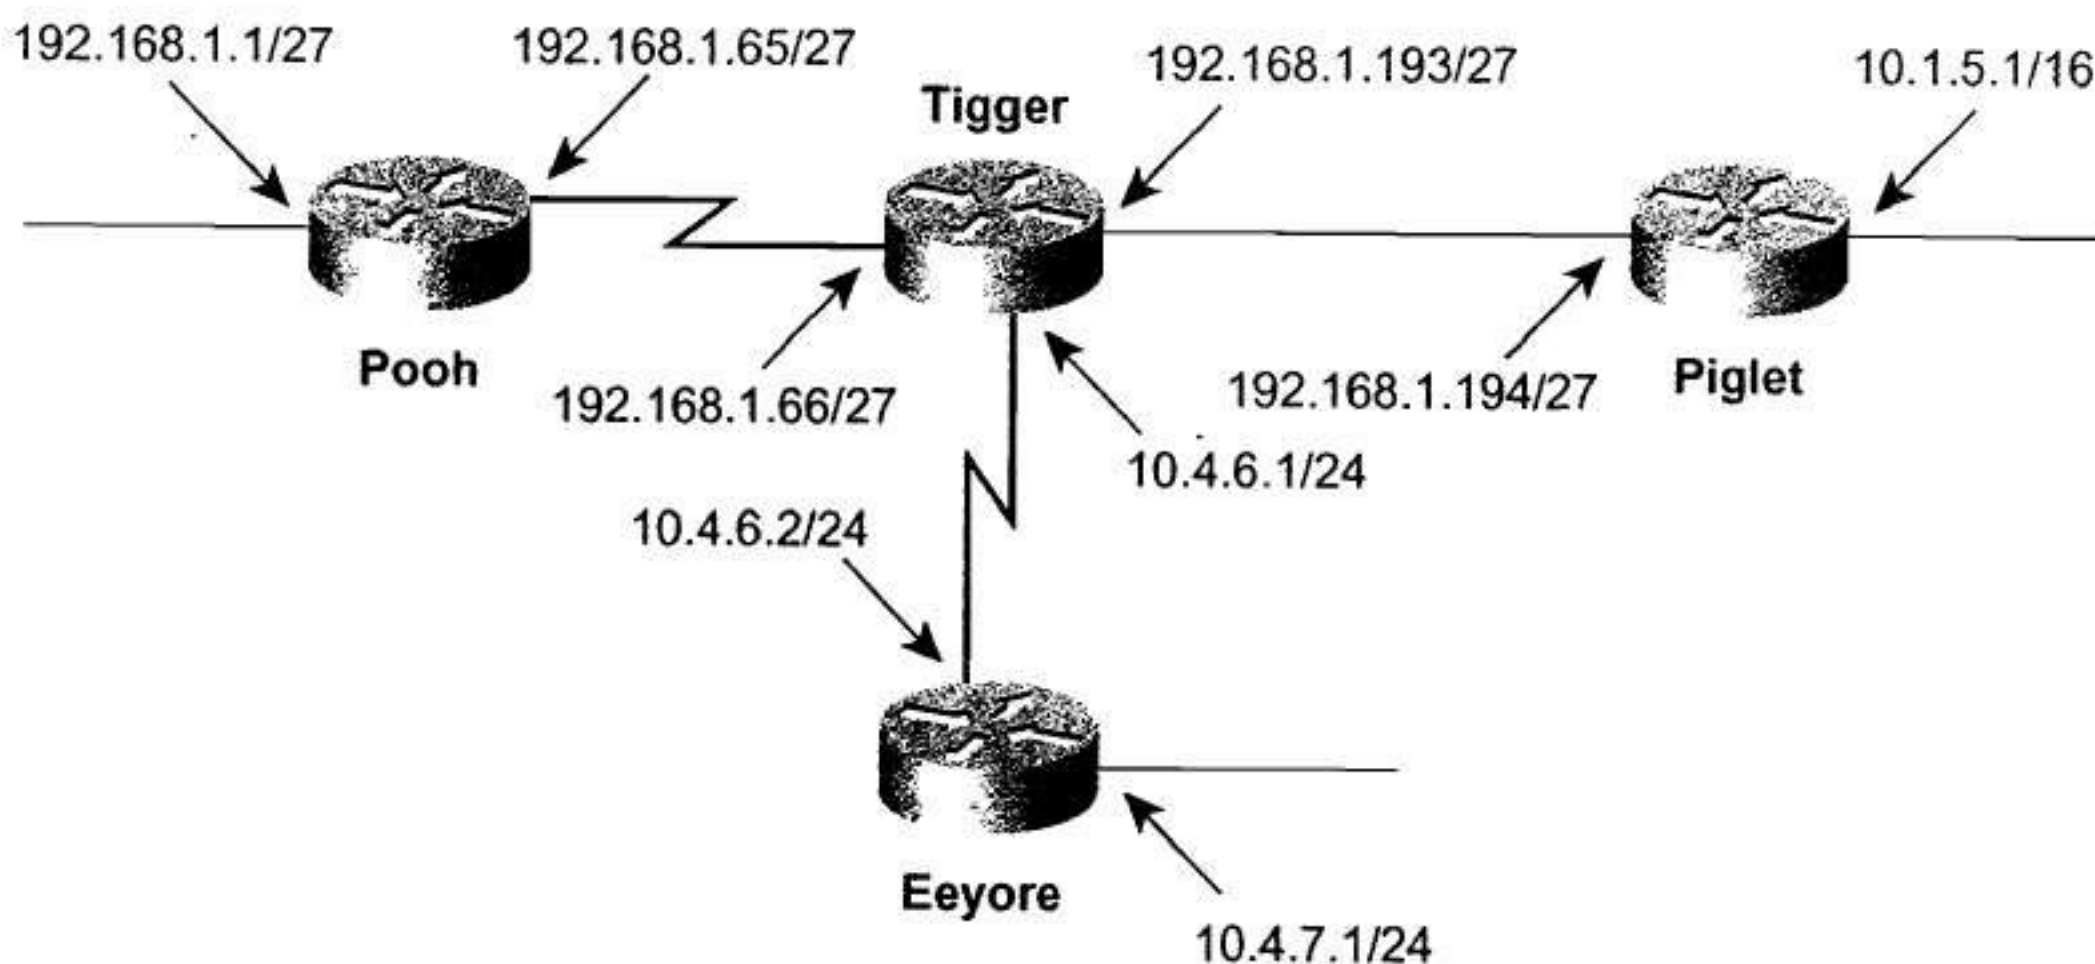 192.168.1.1/27
192.168.1.65/27
192.168.1.193/27
10.1.5.1/16
Tigger
Pooh
192.168.1.66/27
192.168.1.194/27
Piglet
10.4.6.1/24
10.4.6.2/24
Eeyore
10.4.7.1/24